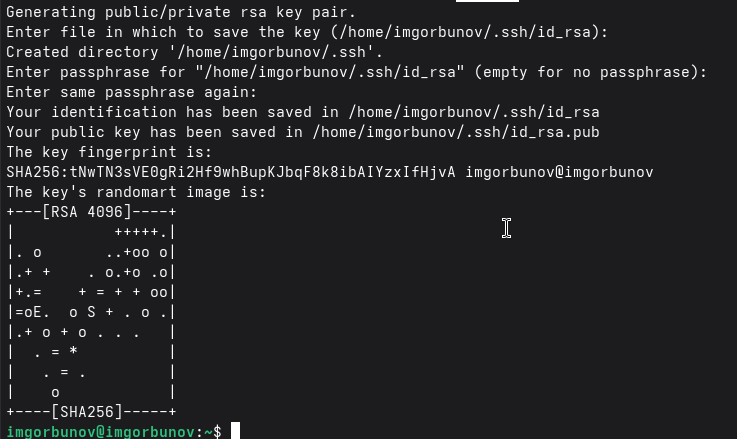 Generating public/private rsa key pair.
Enter file in which to save the key (/home/imgorbunov/.ssh/id_rsa):
Created directory '/home/imgorbunov/.ssh'.
Enter passphrase for "/home/imgorbunov/.ssh/id_rsa" (empty for no passphrase):
Enter same passphrase again:
Your identification has been saved in /home/imgorbunov/.ssh/id_rsa
Your public key has been saved in /home/imgorbunov/.ssh/id_rsa.pub
The key fingerprint is:
SHA256:tNwTN3sVE0gRi2Hf9whBupKJbqF8k8ibAIYzxIfHjvA imgorbunov@imgorbunov
The key's randomart image is:
+---[RSA 4096]----+
|           +++++.|
|. o       ..+oo o|
|.+ +    . o.+o .o|
|+.=    + = + + oo|
|=oE.  o S + . o .|
|.+ o + o . . .   |
|  . = *          |
|   . = .         |
|    o            |
+----[SHA256]-----+
imgorbunov@imgorbunov:~$